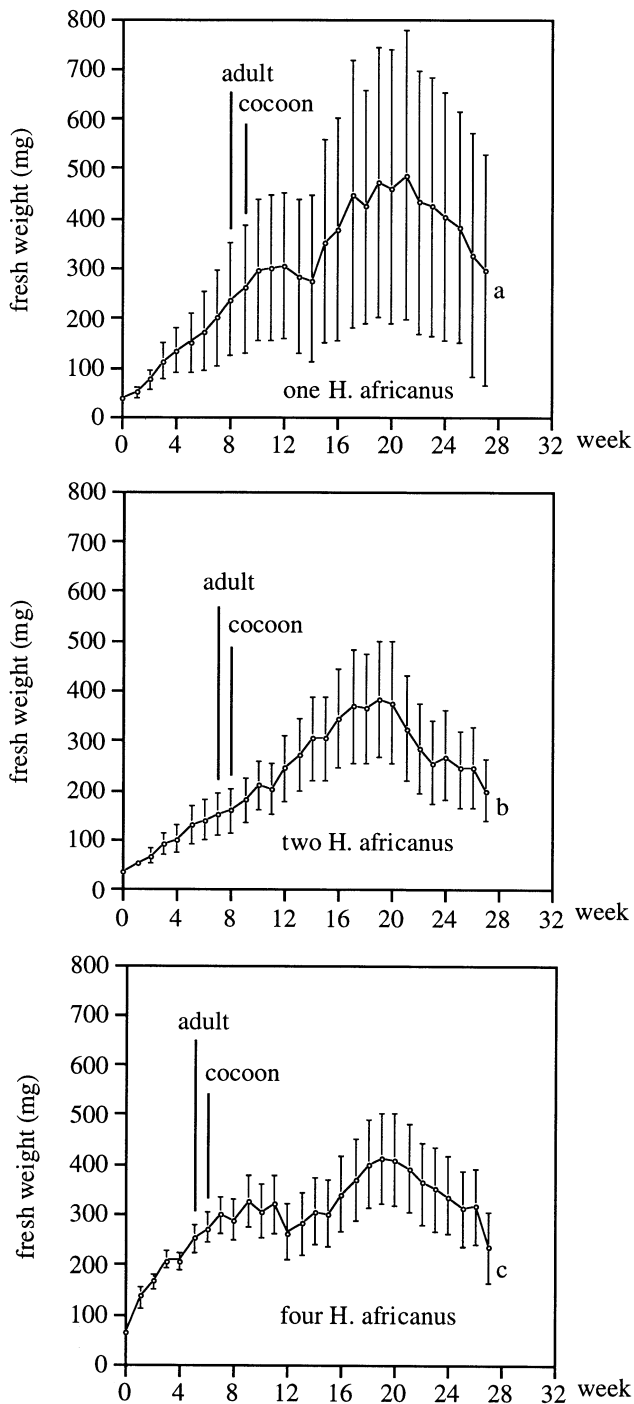 800
700
600
500
400
300
200
100
0
fresh weight (mg)
adult
cocoon
a
one H. africanus
0 4 8 12 16 20 24 28 32 week
800
700
600
500
400
300
200
100
0
fresh weight (mg)
adult
cocoon
b
two H. africanus
0 4 8 12 16 20 24 28 32 week
800
700
600
500
400
300
200
100
0
fresh weight (mg)
adult
cocoon
c
four H. africanus
0 4 8 12 16 20 24 28 32 week